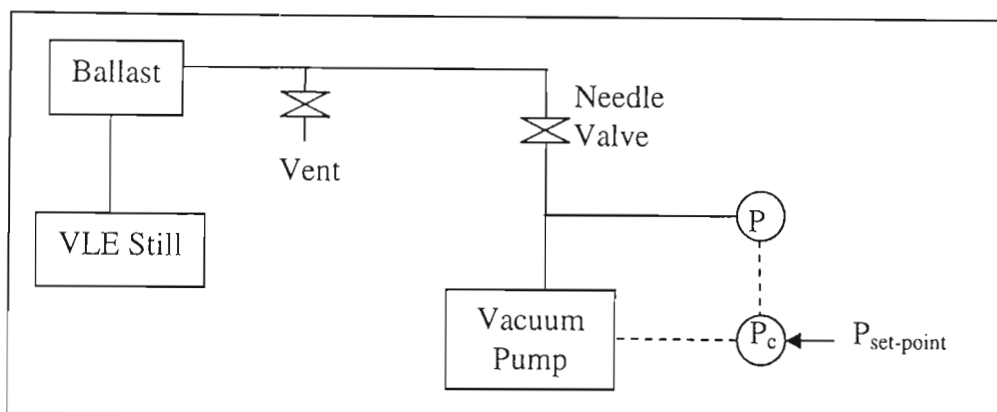 Ballast
Needle
Valve
Vent
VLE Still
P
Vacuum
Pump
Pc
Pset-point